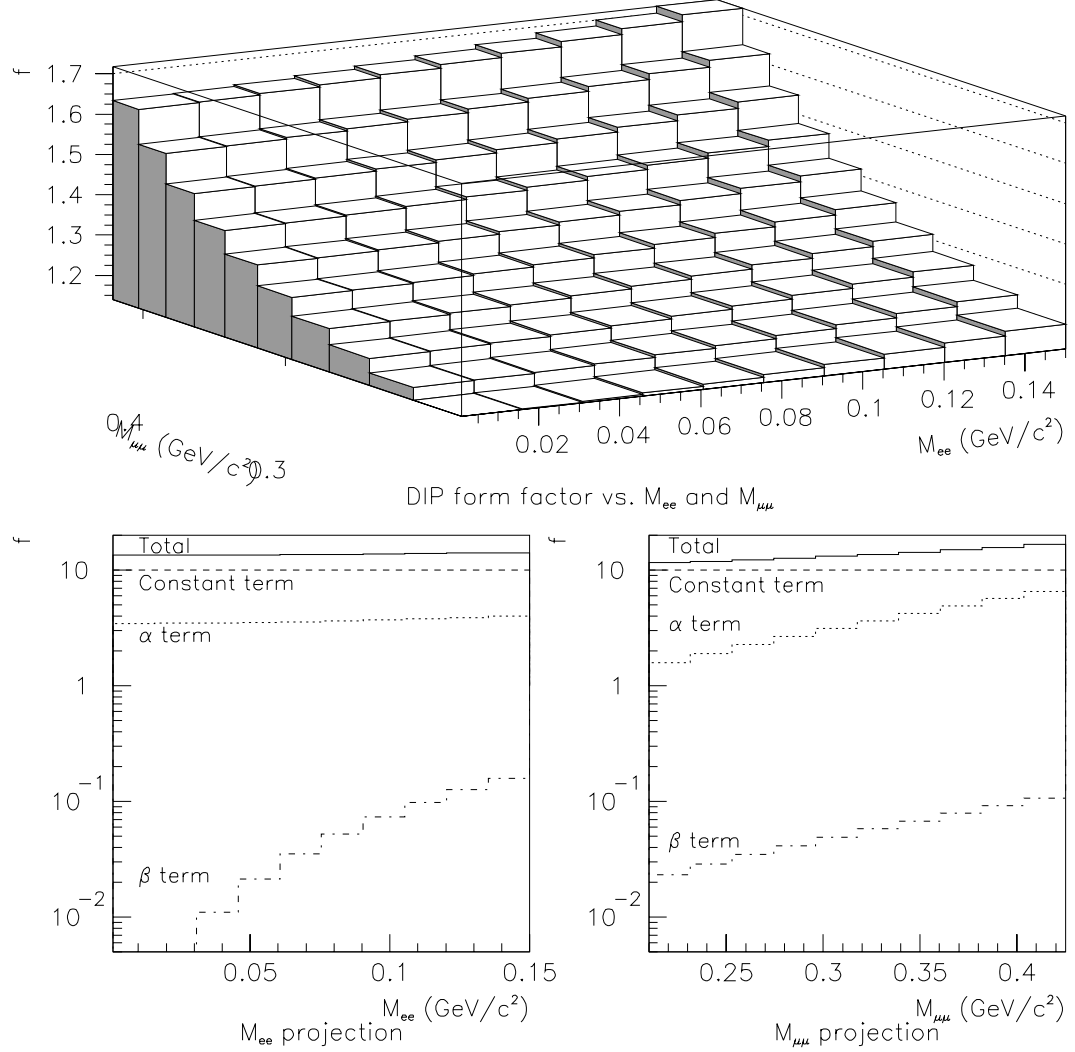 f
1.7
1.6
1.5
1.4
1.3
1.2
0.4
M_μμ (GeV/c²)
0.3
0.02
0.04
0.06
0.08
0.1
0.12
0.14
M_ee (GeV/c²)
DIP form factor vs. M_ee and M_μμ
f
Total
10
Constant term
α term
1
10⁻¹
β term
10⁻²
0.05 0.1 0.15
M_ee (GeV/c²)
M_ee projection
f
Total
10
Constant term
α term
1
10⁻¹
β term
10⁻²
0.25 0.3 0.35 0.4
M_μμ (GeV/c²)
M_μμ projection